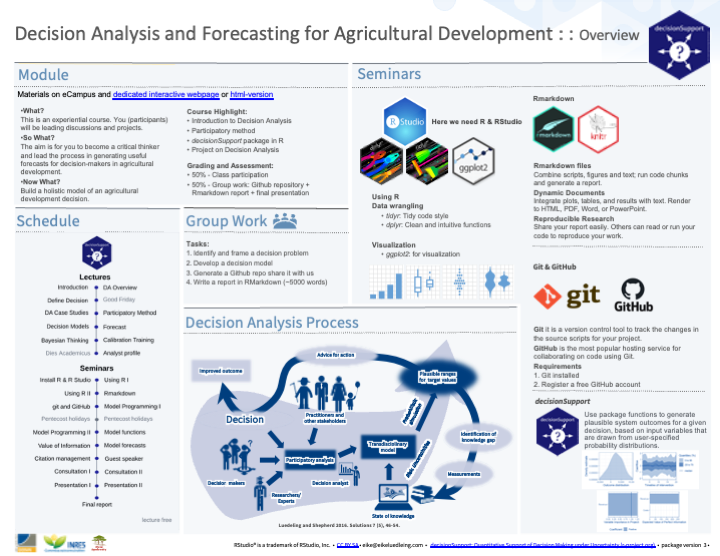 Decision Analysis and Forecasting for Agricultural Development : : Overview
decisionSupport
Module
Materials on eCampus and dedicated interactive webpage or html-version
•What?
This is an experiential course. You (participants)
will be leading discussions and projects.
•So What?
The aim is for you to become a critical thinker
and lead the process in generating useful
forecasts for decision-makers in agricultural
development.
•Now What?
Build a holistic model of an agricultural
development decision.
Course Highlight:
• Introduction to Decision Analysis
• Participatory method
• decisionSupport package in R
• Project on Decision Analysis
Grading and Assessment:
• 50% - Class participation
• 50% - Group work: Github repository +
Rmarkdown report + final presentation
Schedule
Lectures
Introduction DA Overview
Define Decision Good Friday
DA Case Studies Participatory Method
Decision Models Forecast
Bayesian Thinking Calibration Training
Dies Academicus Analyst profile
Seminars
Install R & R Studio Using R I
Using R II Rmarkdown
git and GitHub Model Programming I
Pentecost holidays Pentecost holidays
Model Programming II Model functions
Value of Information Model forecasts
Citation management Guest speaker
Consultation I Consultation II
Presentation I Presentation II
Final report
lecture free
Group Work
Tasks:
1. Identify and frame a decision problem
2. Develop a decision model
3. Generate a Github repo share it with us
4. Write a report in RMarkdown (~6000 words)
Seminars
R Studio
Here we need R & RStudio
ggplot2
Using R
Data wrangling
• tidyr: Tidy code style
• dplyr: Clean and intuitive functions
Visualization
• ggplot2: for visualization
Rmarkdown
rmarkdown
knitr
Rmarkdown files
Combine scripts, figures and text; run code chunks
and generate a report.
Dynamic Documents
Integrate plots, tables, and results with text. Render
to HTML, PDF, Word, or PowerPoint.
Reproducible Research
Share your report easily. Others can read or run your
code to reproduce your work.
Git & GitHub
git
GitHub
Git it is a version control tool to track the changes in
the source scripts for your project.
GitHub is the most popular hosting service for
collaborating on code using Git.
Requirements
1. Git installed
2. Register a free GitHub account
decisionSupport
decisionSupport
Use package functions to generate
plausible system outcomes for a given
decision, based on input variables that
are drawn from user-specified
probability distributions.
Decision Analysis Process
Advice for action
Improved outcome
Plausible ranges
for target values
Decision
Practitioners and
other stakeholders
Probabilistic
simulation
Identification of
knowledge gap
Transdisciplinary
model
Participatory analysis
Decision makers
Decision analyst
Measurements
Researchers/
Experts
State of knowledge
Luedeling and Shepherd 2016. Solutions 7 (5), 46-54.
INRES
RStudio® is a trademark of RStudio, Inc. • CC BY SA • eike@eikeluedleing.com • decisionSupport: Quantitative Support of Decision Making under Uncertainty (r-project.org) • package version 3 •